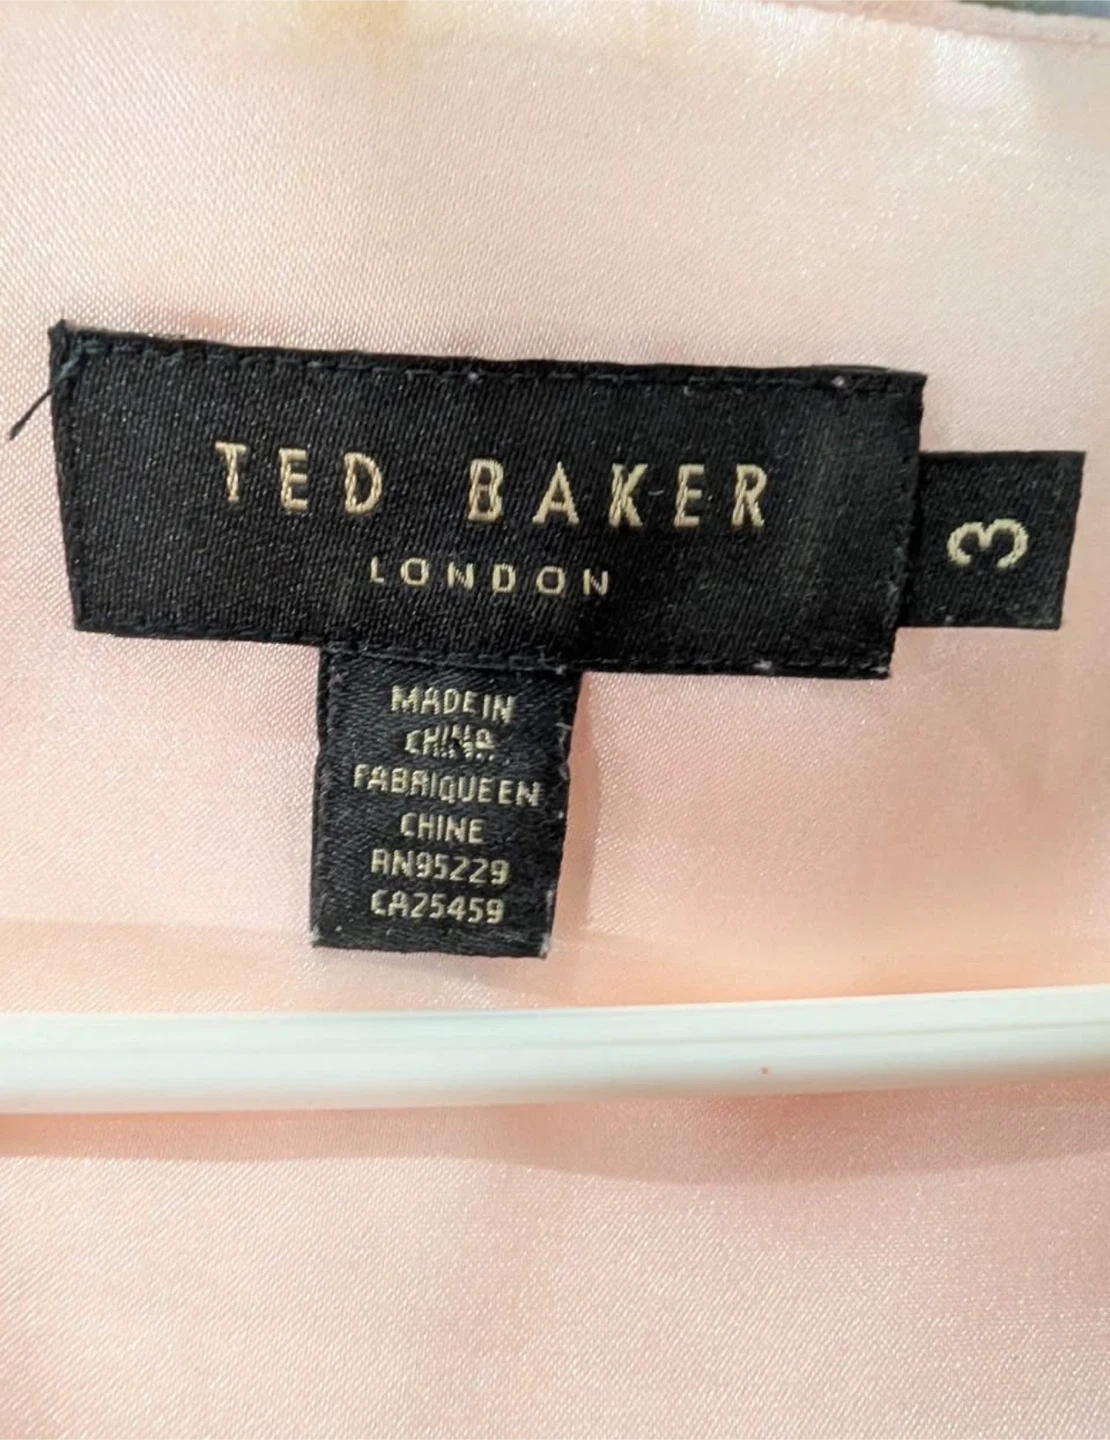 TED BAKER
LONDON
3
MADE IN
CHINA
FABRIQUE EN
CHINE
RN95229
CA25459